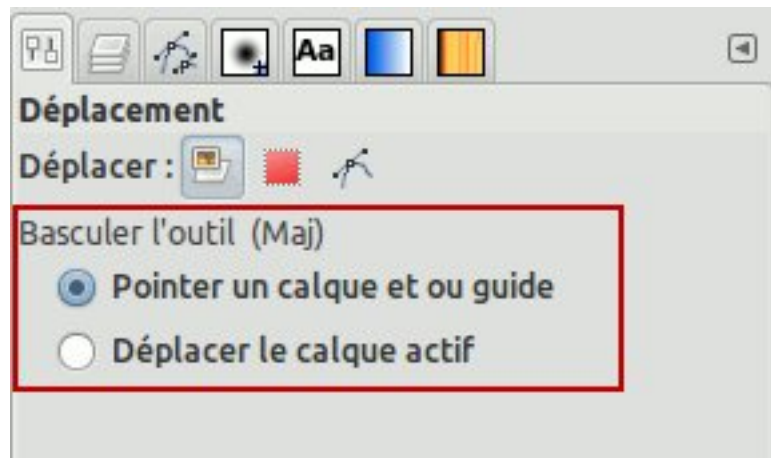 Aa
Déplacement
Déplacer :
Basculer l'outil (Maj)
Pointer un calque et ou guide
Déplacer le calque actif